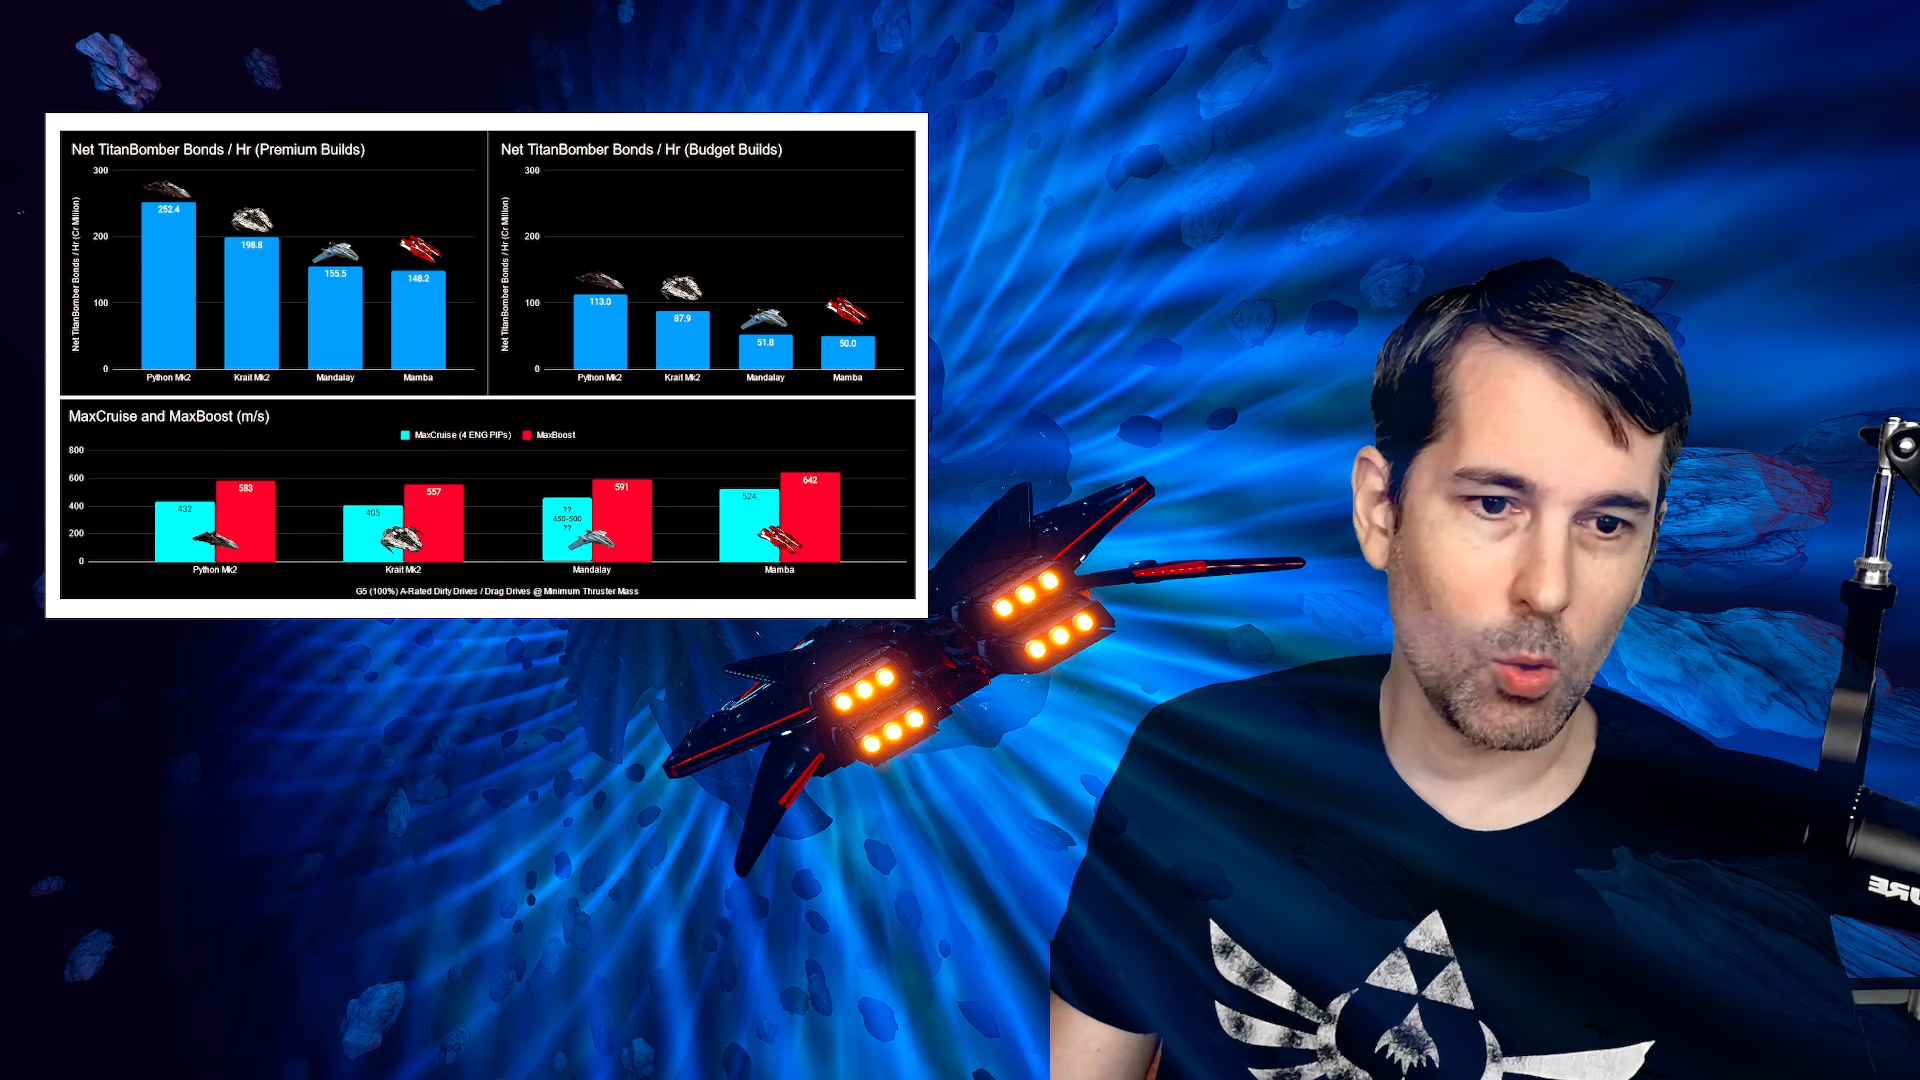 Net TitanBomber Bonds / Hr (Premium Builds)
Net TitanBomber Bonds / Hr (Cr Million)
300
200
100
0
252.4
198.8
155.5
148.2
Python Mk2
Krait Mk2
Mandalay
Mamba
Net TitanBomber Bonds / Hr (Budget Builds)
Net TitanBomber Bonds / Hr (Cr Million)
300
200
100
0
113.0
87.9
51.8
50.0
Python Mk2
Krait Mk2
Mandalay
Mamba
MaxCruise and MaxBoost (m/s)
MaxCruise (4 ENG PIPs)
MaxBoost
800
600
400
200
0
432
583
405
557
??
450-500
??
591
524
642
Python Mk2
Krait Mk2
Mandalay
Mamba
G5 (100%) A-Rated Dirty Drives / Drag Drives @ Minimum Thruster Mass